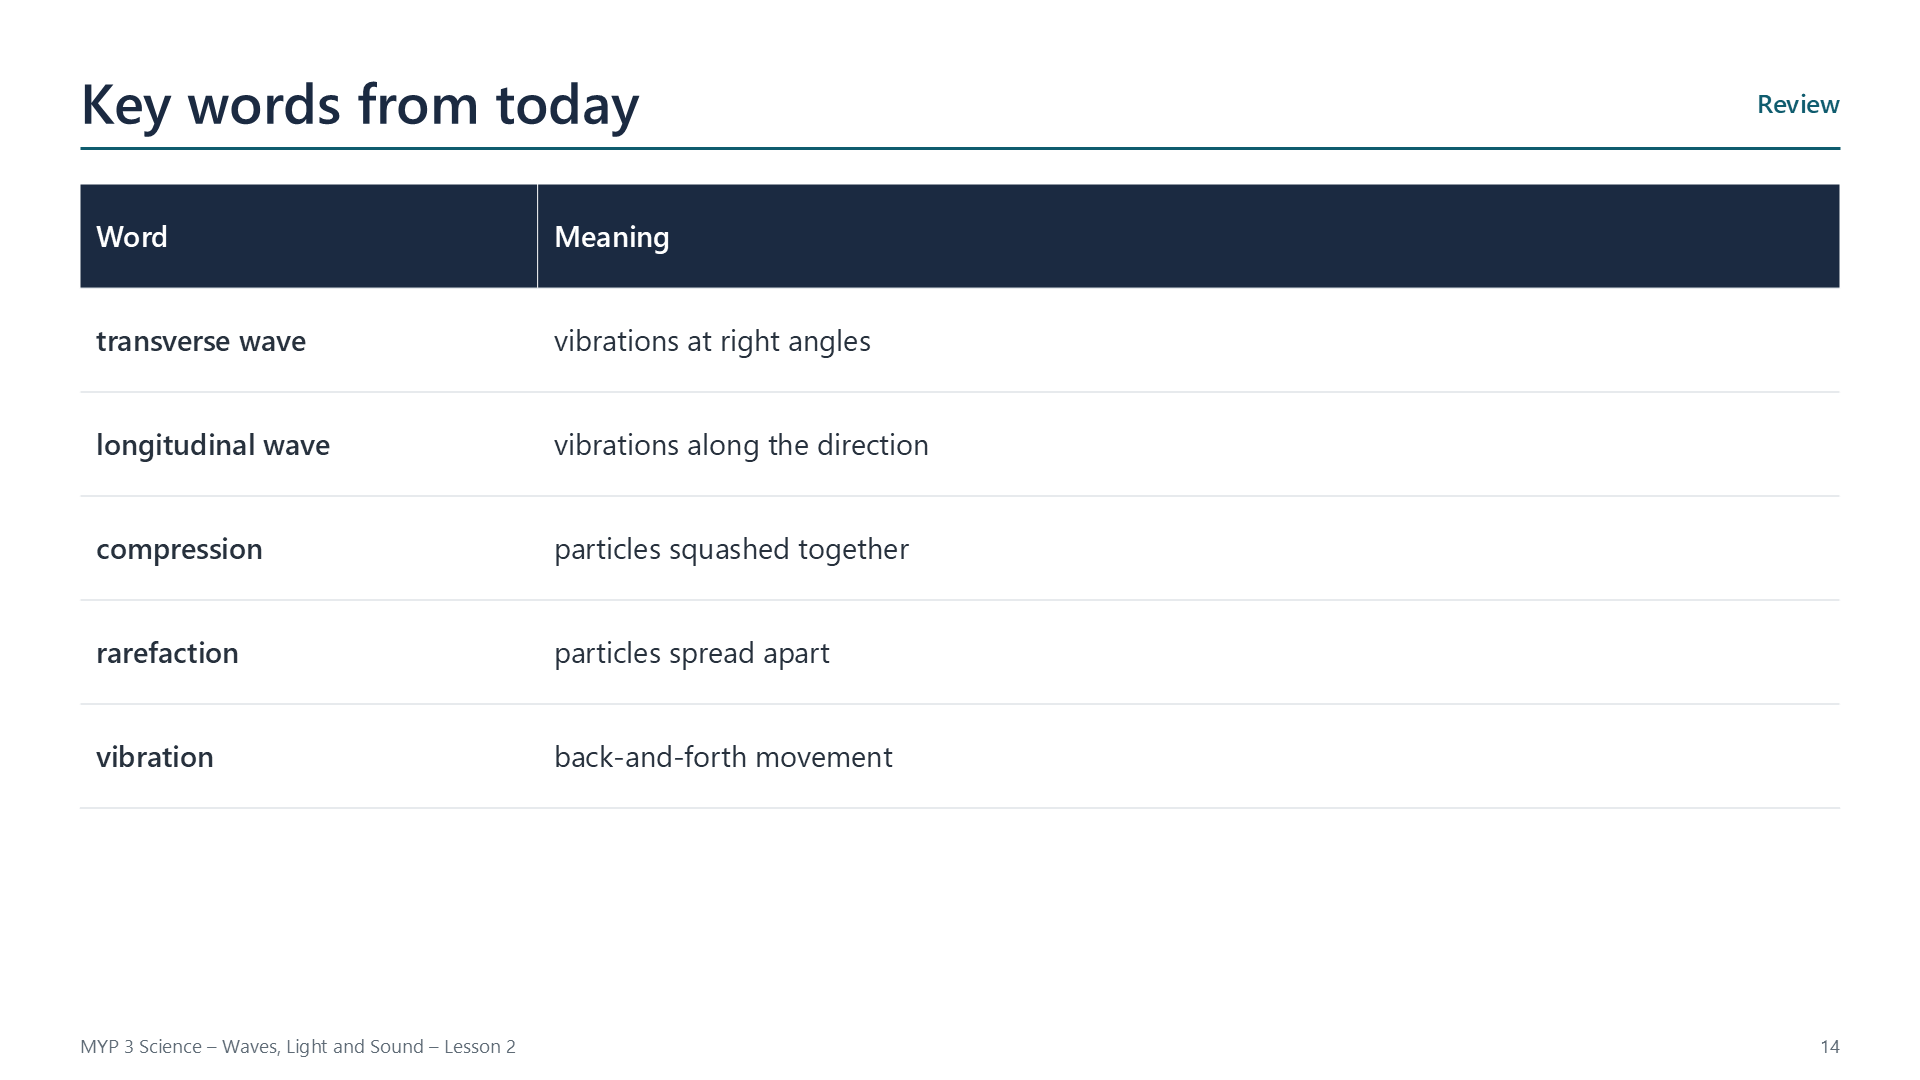 Key words from today
Review
Word Meaning
transverse wave vibrations at right angles
longitudinal wave vibrations along the direction
compression particles squashed together
rarefaction particles spread apart
vibration back-and-forth movement
MYP 3 Science – Waves, Light and Sound – Lesson 2
14